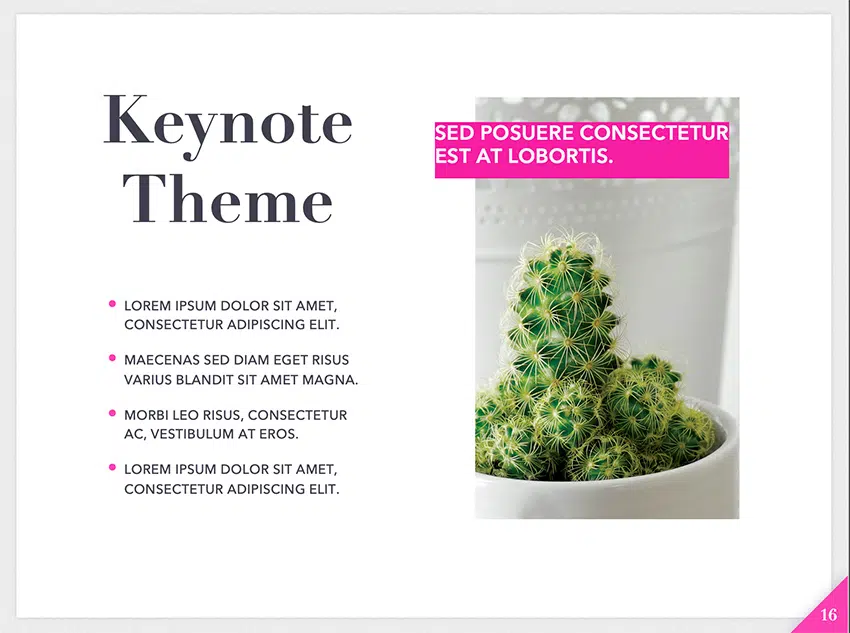 Keynote
Theme
LOREM IPSUM DOLOR SIT AMET,
CONSECTETUR ADIPISCING ELIT.
MAECENAS SED DIAM EGET RISUS
VARIUS BLANDIT SIT AMET MAGNA.
MORBI LEO RISUS, CONSECTETUR
AC, VESTIBULUM AT EROS.
LOREM IPSUM DOLOR SIT AMET,
CONSECTETUR ADIPISCING ELIT.
SED POSUERE CONSECTETUR
EST AT LOBORTIS.
16